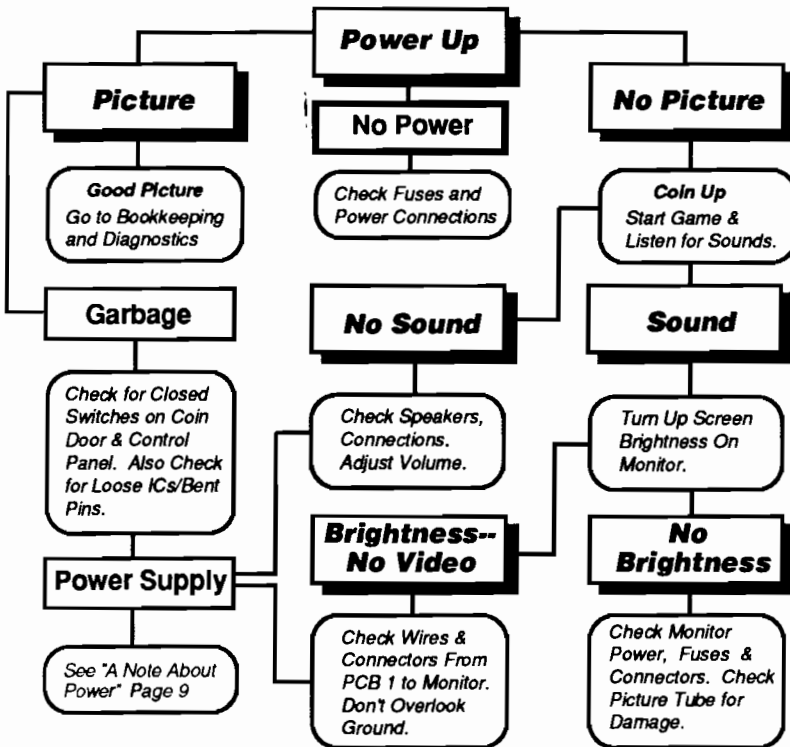 Power Up
Picture
No Power
No Picture
Good Picture
Go to Bookkeeping
and Diagnostics
Check Fuses and
Power Connections
Coin Up
Start Game &
Listen for Sounds.
Garbage
No Sound
Sound
Check for Closed
Switches on Coin
Door & Control
Panel. Also Check
for Loose ICs/Bent
Pins.
Check Speakers,
Connections.
Adjust Volume.
Turn Up Screen
Brightness On
Monitor.
Power Supply
Brightness--
No Video
No
Brightness
See "A Note About
Power" Page 9
Check Wires &
Connectors From
PCB 1 to Monitor.
Don't Overlook
Ground.
Check Monitor
Power, Fuses &
Connectors. Check
Picture Tube for
Damage.